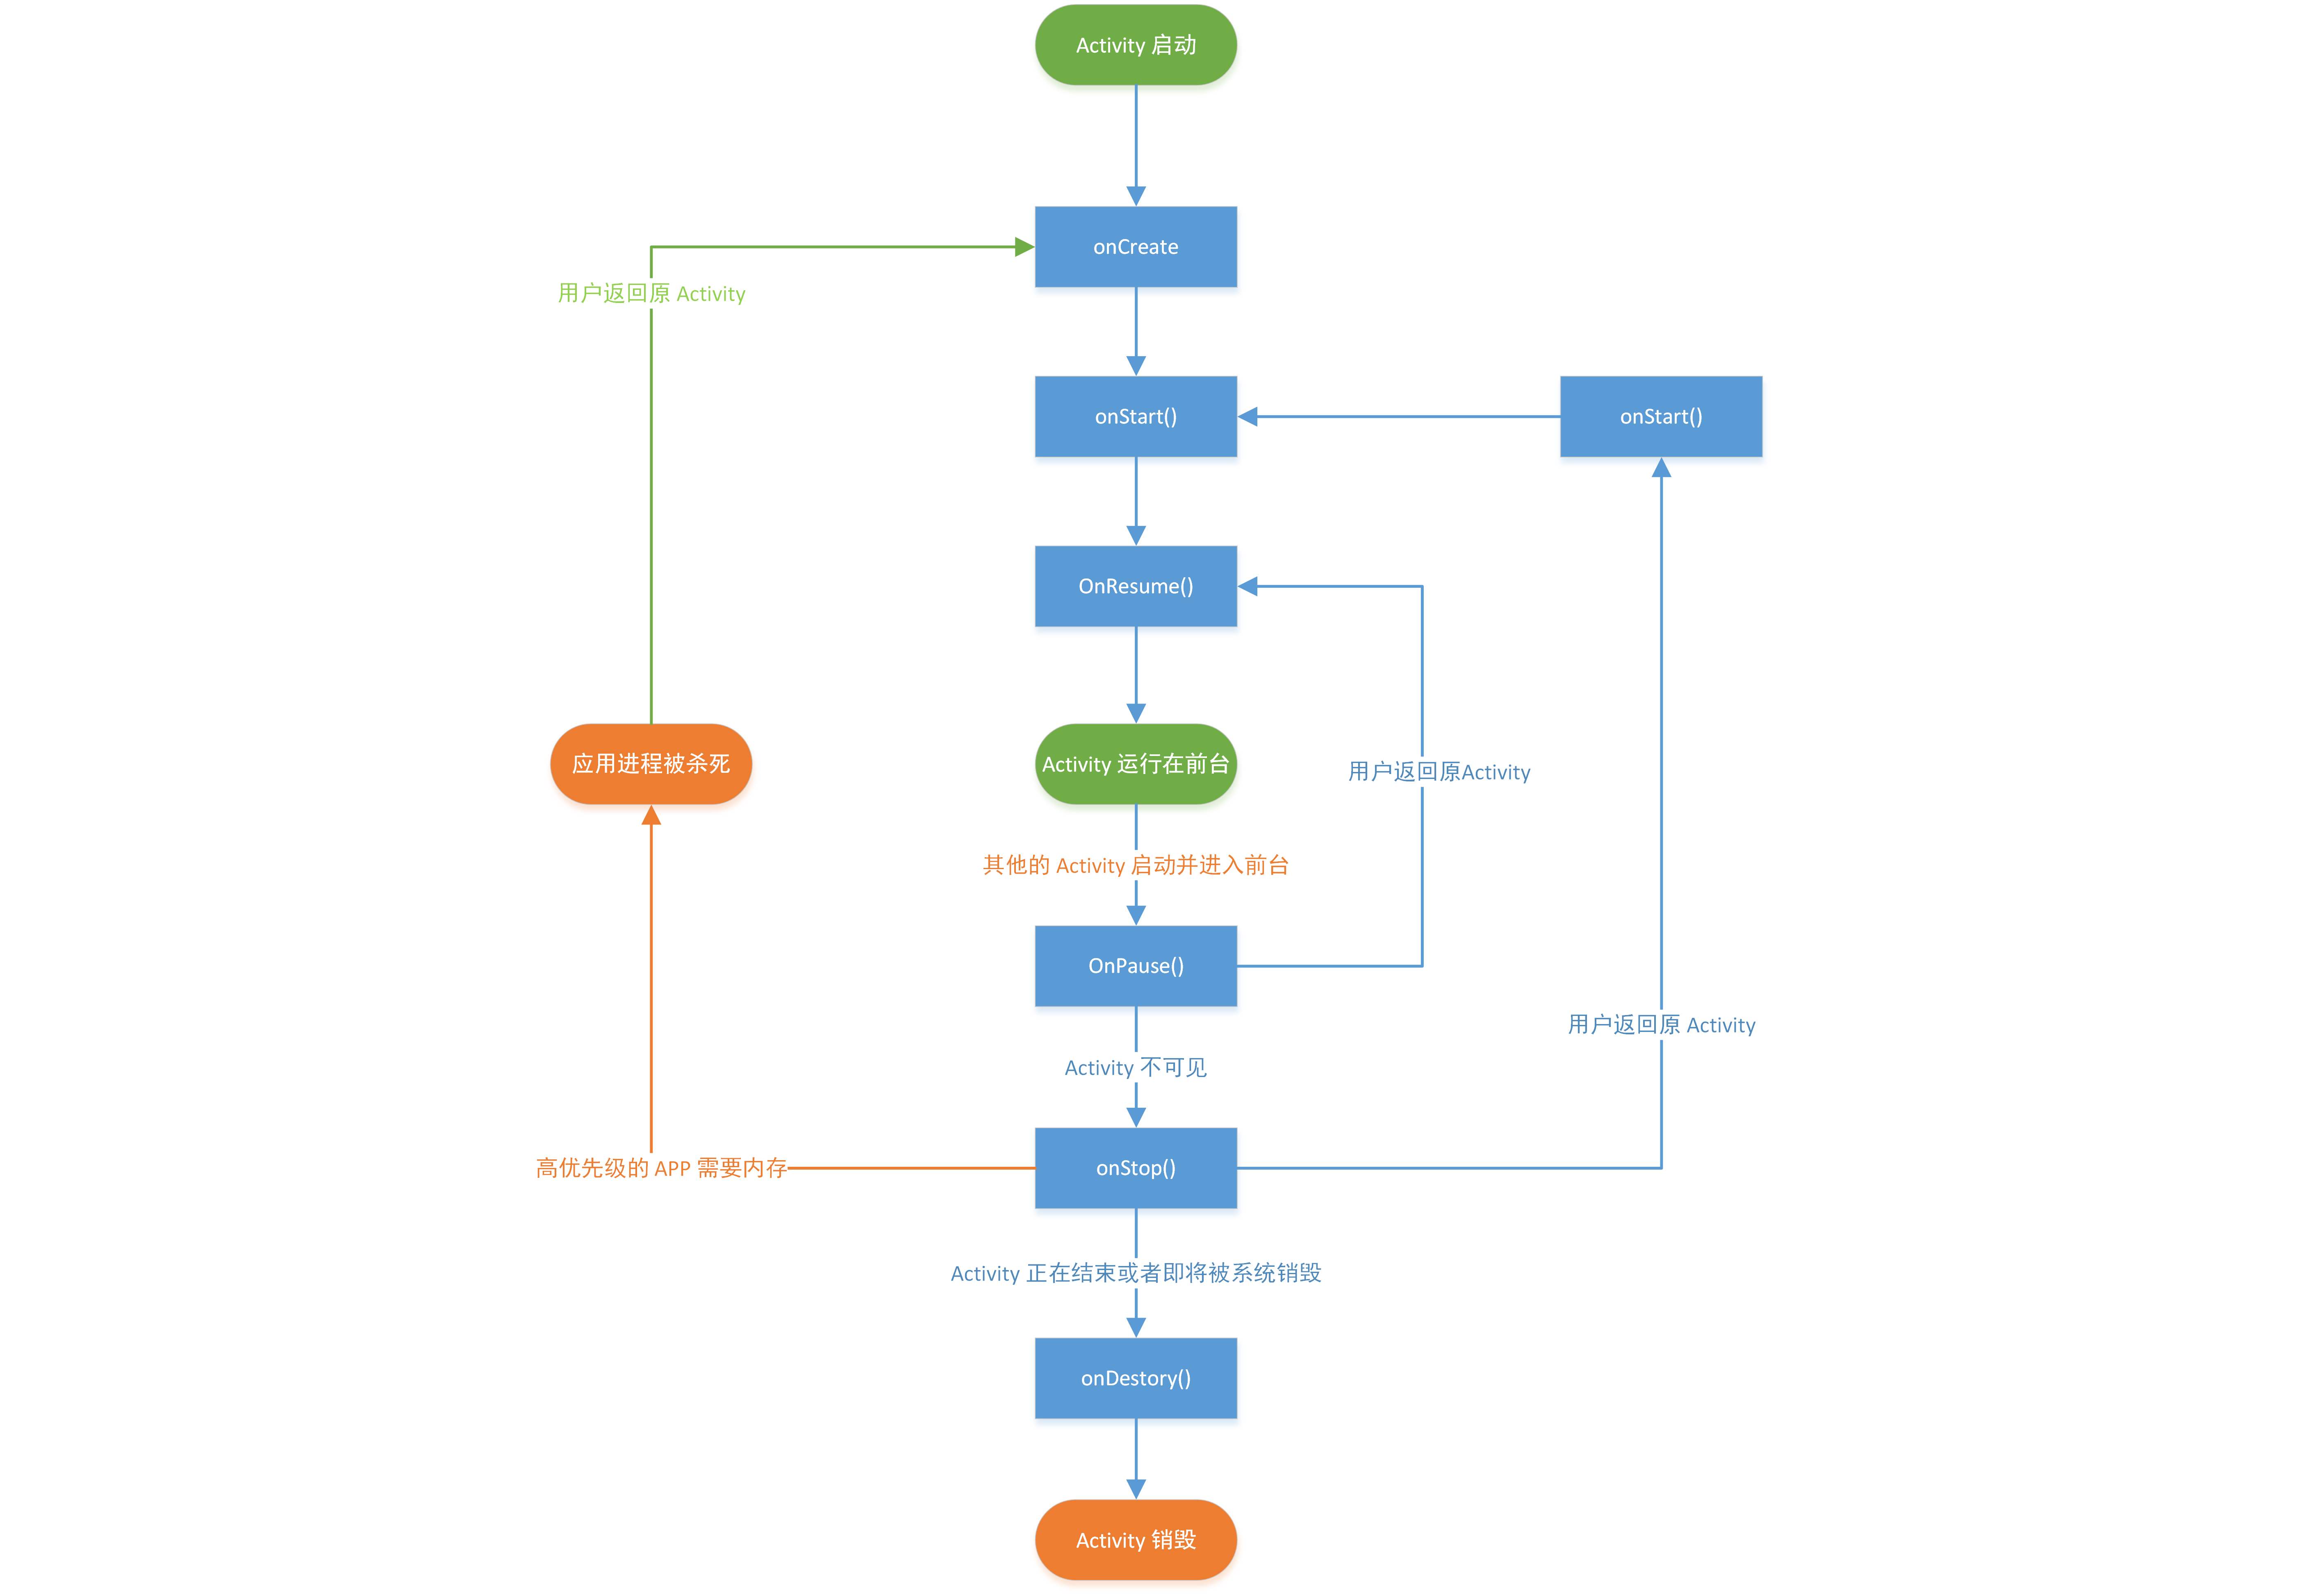 Activity 启动
onCreate
用户返回原 Activity
onStart()
onStart()
OnResume()
应用进程被杀死
Activity 运行在前台
用户返回原Activity
其他的 Activity 启动并进入前台
OnPause()
用户返回原 Activity
Activity 不可见
高优先级的 APP 需要内存
onStop()
Activity 正在结束或者即将被系统销毁
onDestory()
Activity 销毁